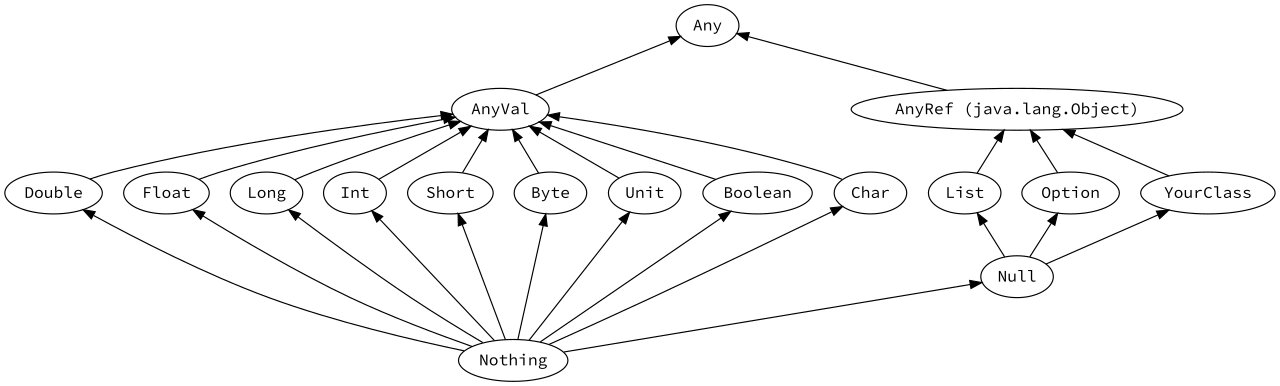 Any
AnyVal
AnyRef (java.lang.Object)
Double
Float
Long
Int
Short
Byte
Unit
Boolean
Char
List
Option
YourClass
Null
Nothing